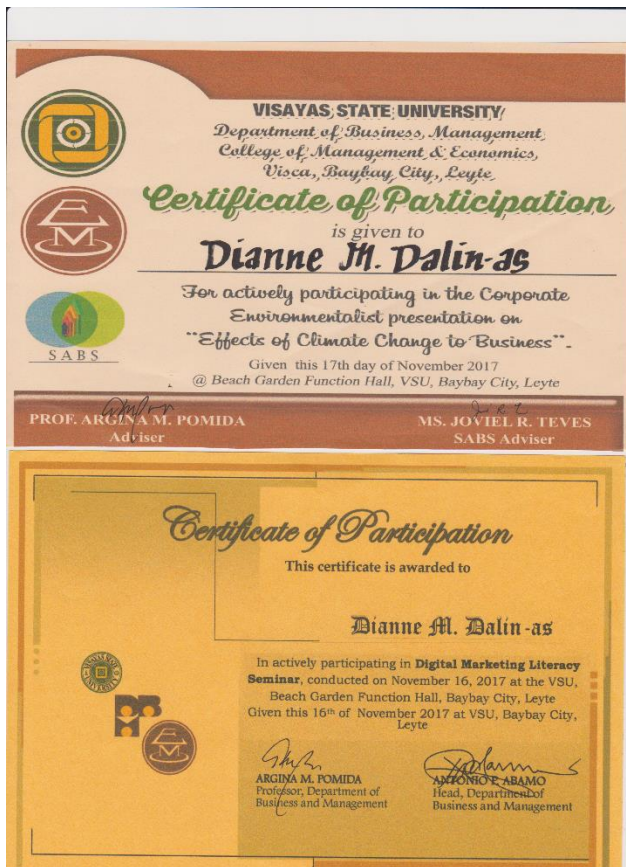 VISAYAS STATE UNIVERSITY
Department of Business Management
College of Management & Economics
Visca, Baybay City, Leyte
Certificate of Participation
is given to
Dianne M. Dalin-as
For actively participating in the Corporate
Environmentalist presentation on
"Effects of Climate Change to Business".
Given this 17th day of November 2017
@ Beach Garden Function Hall, VSU, Baybay City, Leyte
SABS
PROF. ARGINA M. POMIDA
Adviser
MS. JOVIEL R. TEVES
SABS Adviser
Certificate of Participation
This certificate is awarded to
Dianne M. Dalin-as
In actively participating in Digital Marketing Literacy
Seminar, conducted on November 16, 2017 at the VSU,
Beach Garden Function Hall, Baybay City, Leyte
Given this 16th of November 2017 at VSU, Baybay City,
Leyte
ARGINA M. POMIDA
Professor, Department of
Business and Management
ANTONIO P. ABAMO
Head, Department of
Business and Management